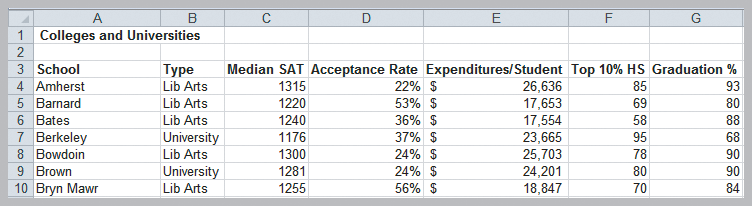 A B C D E F G
1 Colleges and Universities
2
3 School Type Median SAT Acceptance Rate Expenditures/Student Top 10% HS Graduation %
4 Amherst Lib Arts 1315 22% $ 26,636 85 93
5 Barnard Lib Arts 1220 53% $ 17,653 69 80
6 Bates Lib Arts 1240 36% $ 17,554 58 88
7 Berkeley University 1176 37% $ 23,665 95 68
8 Bowdoin Lib Arts 1300 24% $ 25,703 78 90
9 Brown University 1281 24% $ 24,201 80 90
10 Bryn Mawr Lib Arts 1255 56% $ 18,847 70 84